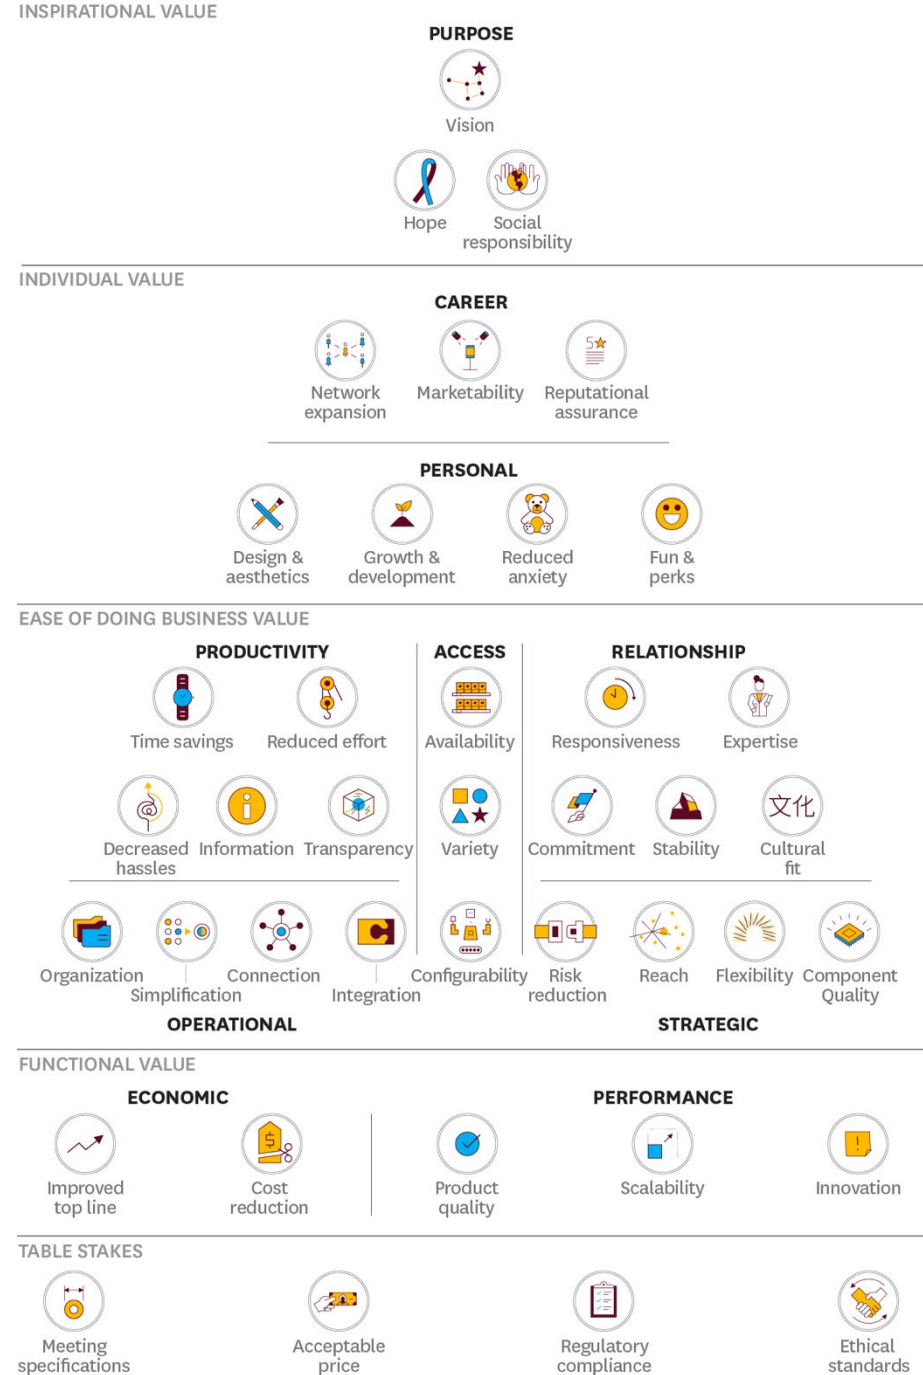 INSPIRATIONAL VALUE
PURPOSE
Vision
Hope
Social
responsibility
INDIVIDUAL VALUE
CAREER
Network
expansion
Marketability
5
Reputational
assurance
PERSONAL
Design &
aesthetics
Growth &
development
Reduced
anxiety
Fun &
perks
EASE OF DOING BUSINESS VALUE
PRODUCTIVITY
Time savings
Reduced effort
Decreased
hassles
i
Information
Transparency
ACCESS
Availability
Variety
Configurability
RELATIONSHIP
Responsiveness
Expertise
Commitment
Stability
文化
Cultural
fit
Organization
Simplification
Connection
Integration
OPERATIONAL
Risk
reduction
Reach
Flexibility
Component
Quality
STRATEGIC
FUNCTIONAL VALUE
ECONOMIC
Improved
top line
$
Cost
reduction
PERFORMANCE
Product
quality
Scalability
!
Innovation
TABLE STAKES
Meeting
specifications
Acceptable
price
Regulatory
compliance
Ethical
standards